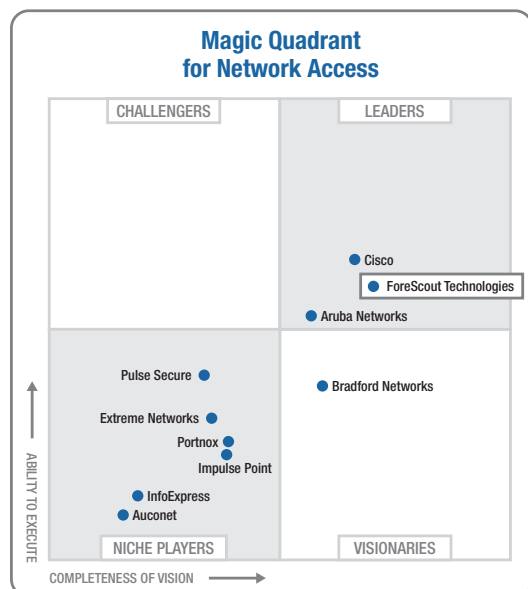 Magic Quadrant
for Network Access
CHALLENGERS
LEADERS
Cisco
ForeScout Technologies
Aruba Networks
Pulse Secure
Bradford Networks
Extreme Networks
Portnox
Impulse Point
InfoExpress
Auconet
NICHE PLAYERS
VISIONARIES
ABILITY TO EXECUTE
COMPLETENESS OF VISION